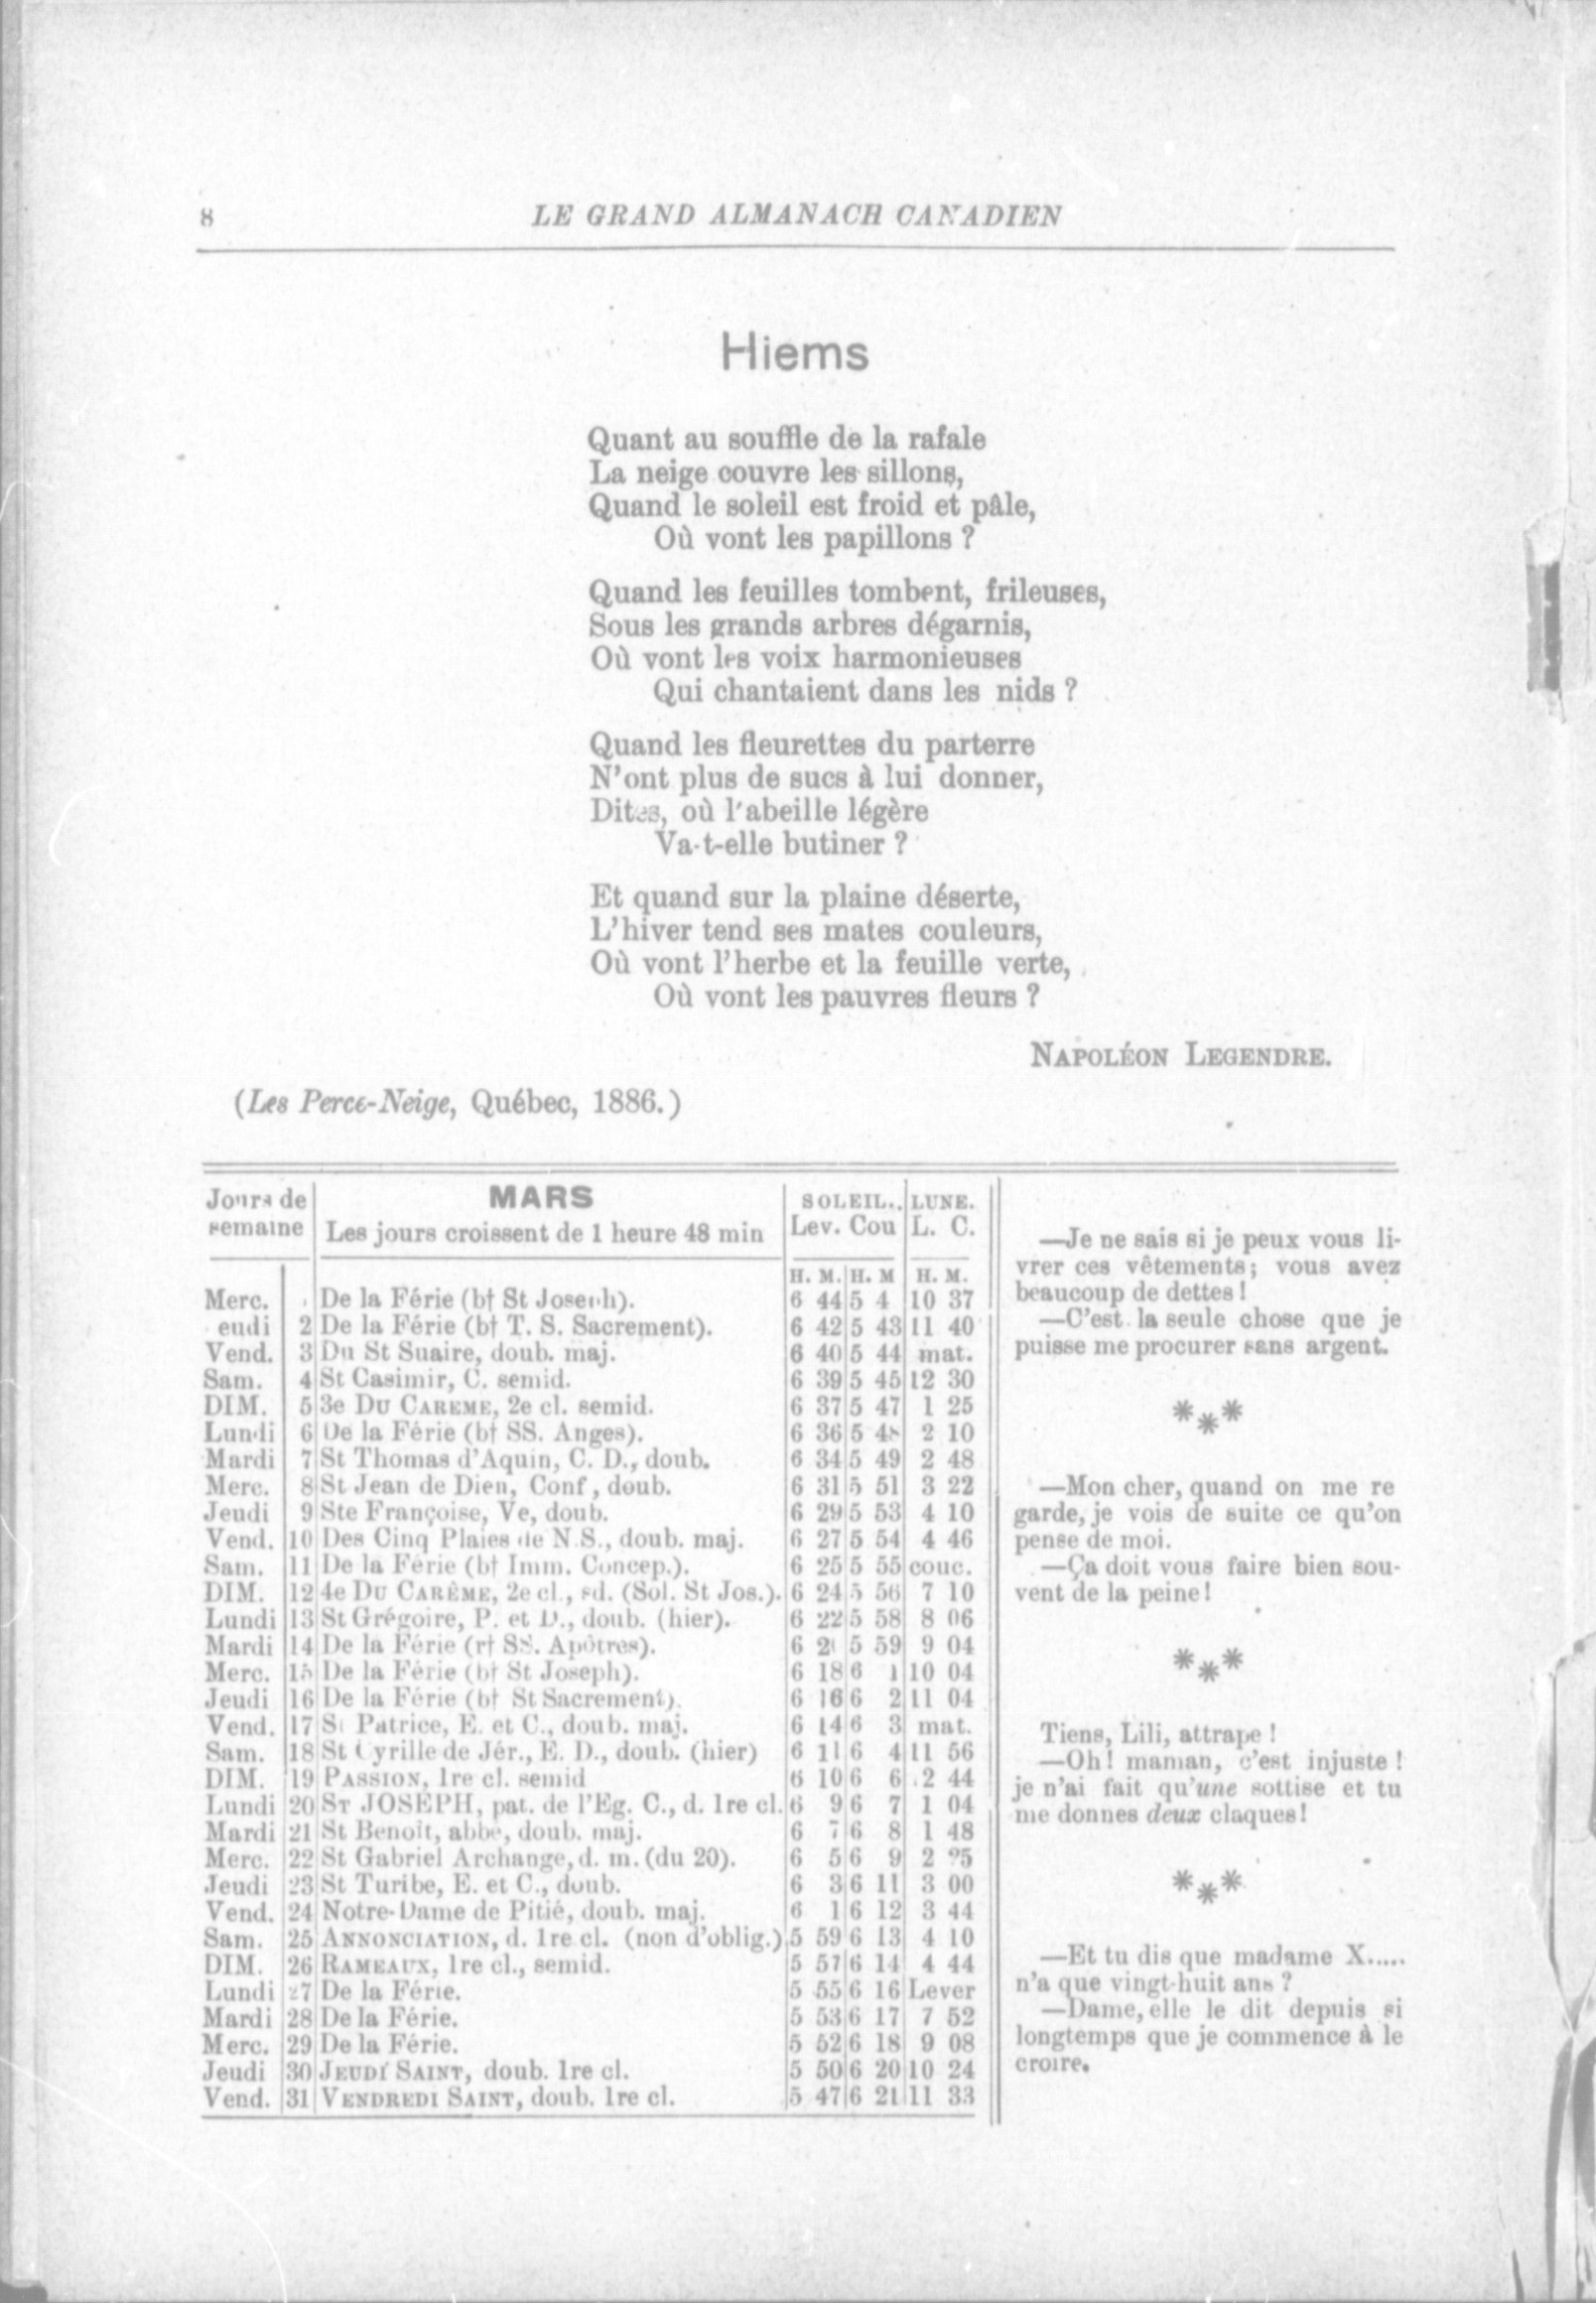 8
LE GRAND ALMANACH CANADIEN
Hiems
Quant au souffle de la rafale
La neige couvre les sillons,
Quand le soleil est froid et pâle,
Où vont les papillons ?
Quand les feuilles tombent, frileuses,
Sous les grands arbres dégarnis,
Où vont les voix harmonieuses
Qui chantaient dans les nids ?
Quand les fleurettes du parterre
N'ont plus de sucs à lui donner,
Dites, où l'abeille légère
Va-t-elle butiner ?
Et quand sur la plaine déserte,
L'hiver tend ses mates couleurs,
Où vont l'herbe et la feuille verte,
Où vont les pauvres fleurs ?
NAPOLÉON LEGENDRE.
(Les Perce-Neige, Québec, 1886.)
Jours de semaine
MARS
Les jours croissent de 1 heure 48 min
SOLEIL. LUNE.
Lev. Cou L. C.
H. M. H. M H. M.
Merc. De la Férie (b† St Joseph). 6 44 5 4 10 37
eudi 2 De la Férie (b† T. S. Sacrement). 6 42 5 43 11 40
Vend. 3 Du St Suaire, doub. maj. 6 40 5 44 mat.
Sam. 4 St Casimir, C. semid. 6 39 5 45 12 30
DIM. 5 3e DU CAREME, 2e cl. semid. 6 37 5 47 1 25
Lundi 6 De la Férie (b† SS. Anges). 6 36 5 48 2 10
Mardi 7 St Thomas d'Aquin, C. D., doub. 6 34 5 49 2 48
Merc. 8 St Jean de Dieu, Conf, doub. 6 31 5 51 3 22
Jeudi 9 Ste Françoise, Ve, doub. 6 29 5 53 4 10
Vend. 10 Des Cinq Plaies de N.S., doub. maj. 6 27 5 54 4 46
Sam. 11 De la Férie (b† Imm. Concep.). 6 25 5 55 couc.
DIM. 12 4e DU CARÊME, 2e cl., sd. (Sol. St Jos.). 6 24 5 56 7 10
Lundi 13 St Grégoire, P. et D., doub. (hier). 6 22 5 58 8 06
Mardi 14 De la Férie (r† SS. Apôtres). 6 20 5 59 9 04
Merc. 15 De la Férie (b† St Joseph). 6 18 6 1 10 04
Jeudi 16 De la Férie (b† St Sacrement). 6 16 6 2 11 04
Vend. 17 St Patrice, E. et C., doub. maj. 6 14 6 3 mat.
Sam. 18 St Cyrille de Jér., E. D., doub. (hier) 6 11 6 4 11 56
DIM. 19 PASSION, 1re cl. semid 6 10 6 6 2 44
Lundi 20 ST JOSEPH, pat. de l'Eg. C., d. 1re cl. 6 9 6 7 1 04
Mardi 21 St Benoit, abbé, doub. maj. 6 7 6 8 1 48
Merc. 22 St Gabriel Archange, d. m. (du 20). 6 5 6 9 2 25
Jeudi 23 St Turibe, E. et C., doub. 6 3 6 11 3 00
Vend. 24 Notre-Dame de Pitié, doub. maj. 6 1 6 12 3 44
Sam. 25 ANNONCIATION, d. 1re cl. (non d'oblig.) 5 59 6 13 4 10
DIM. 26 RAMEAUX, 1re cl., semid. 5 57 6 14 4 44
Lundi 27 De la Férie. 5 55 6 16 Lever
Mardi 28 De la Férie. 5 53 6 17 7 52
Merc. 29 De la Férie. 5 52 6 18 9 08
Jeudi 30 JEUDI SAINT, doub. 1re cl. 5 50 6 20 10 24
Vend. 31 VENDREDI SAINT, doub. 1re cl. 5 47 6 21 11 33
—Je ne sais si je peux vous li-
vrer ces vêtements; vous avez
beaucoup de dettes !
—C'est la seule chose que je
puisse me procurer sans argent.
***
—Mon cher, quand on me re
garde, je vois de suite ce qu'on
pense de moi.
—Ça doit vous faire bien sou-
vent de la peine!
***
Tiens, Lili, attrape !
—Oh! maman, c'est injuste !
je n'ai fait qu'une sottise et tu
me donnes deux claques!
***
—Et tu dis que madame X.....
n'a que vingt-huit ans ?
—Dame, elle le dit depuis si
longtemps que je commence à le
croire.